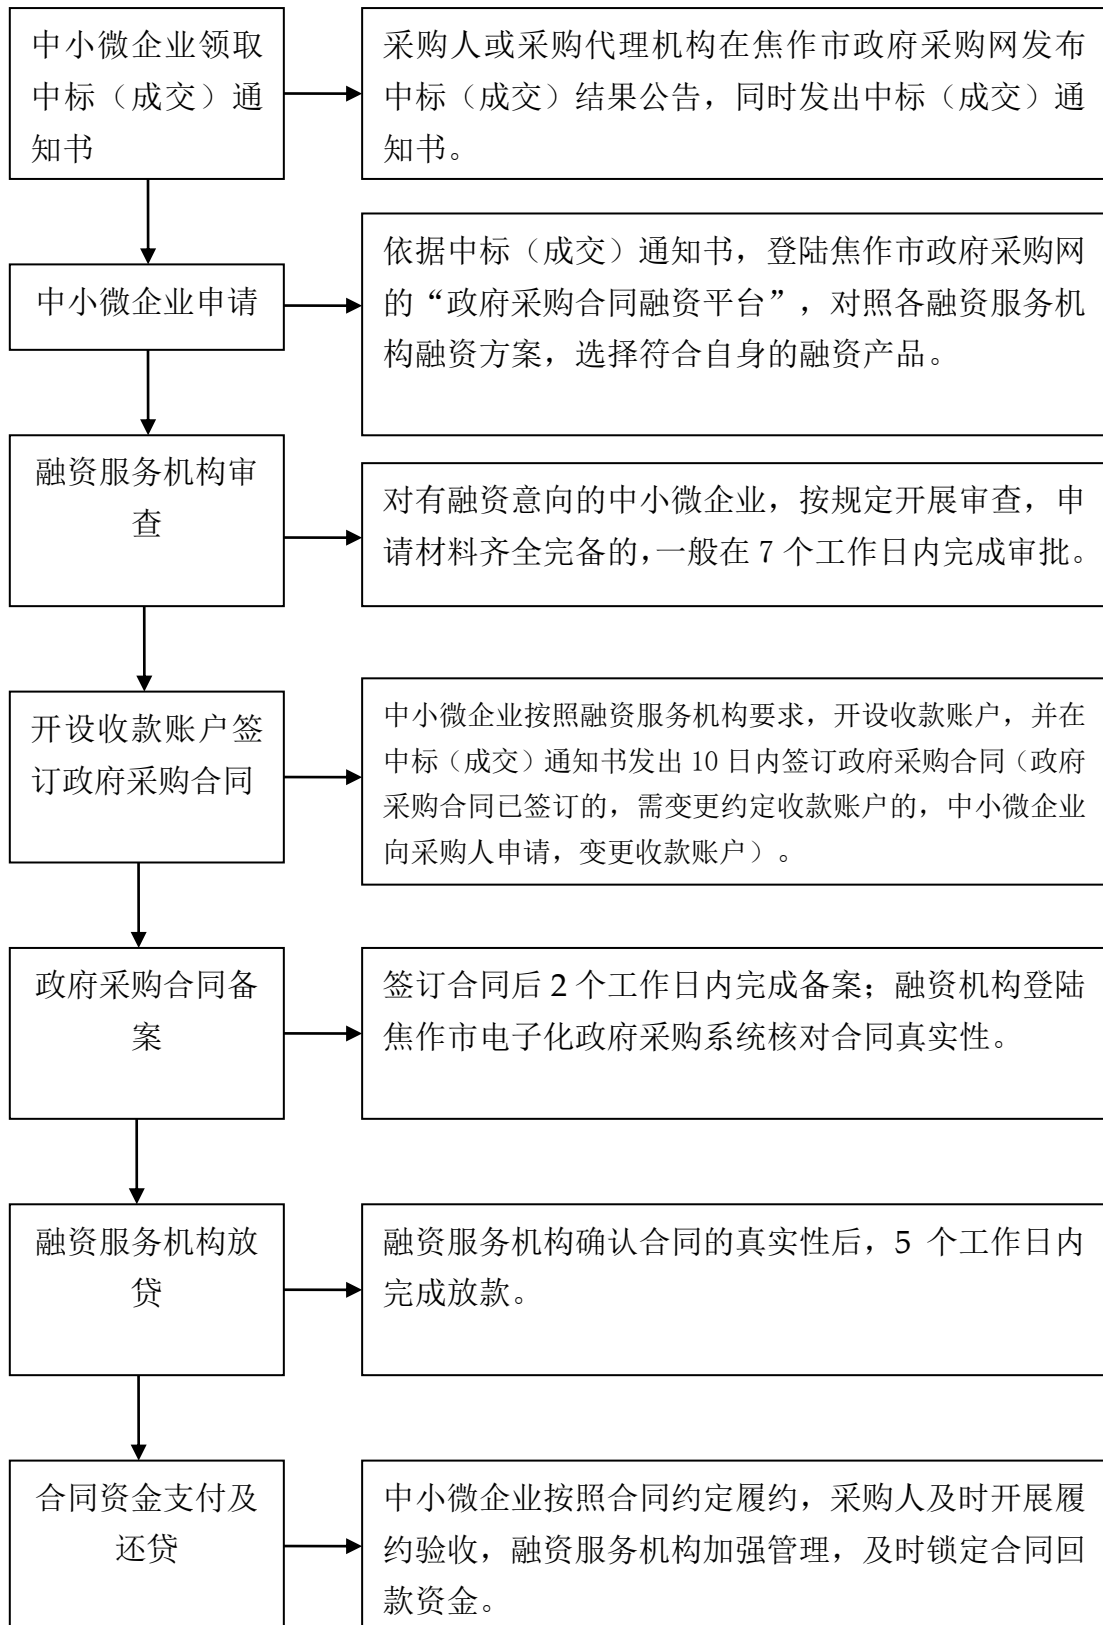 中小微企业领取
中标（成交）通
知书
采购人或采购代理机构在焦作市政府采购网发布
中标（成交）结果公告，同时发出中标（成交）通
知书。
中小微企业申请
依据中标（成交）通知书，登陆焦作市政府采购网
的“政府采购合同融资平台”，对照各融资服务机
构融资方案，选择符合自身的融资产品。
融资服务机构审
查
对有融资意向的中小微企业，按规定开展审查，申
请材料齐全完备的，一般在 7 个工作日内完成审批。
开设收款账户签
订政府采购合同
中小微企业按照融资服务机构要求，开设收款账户，并在
中标（成交）通知书发出 10 日内签订政府采购合同（政府
采购合同已签订的，需变更约定收款账户的，中小微企业
向采购人申请，变更收款账户）。
政府采购合同备
案
签订合同后 2 个工作日内完成备案；融资机构登陆
焦作市电子化政府采购系统核对合同真实性。
融资服务机构放
贷
融资服务机构确认合同的真实性后，5 个工作日内
完成放款。
合同资金支付及
还贷
中小微企业按照合同约定履约，采购人及时开展履
约验收，融资服务机构加强管理，及时锁定合同回
款资金。